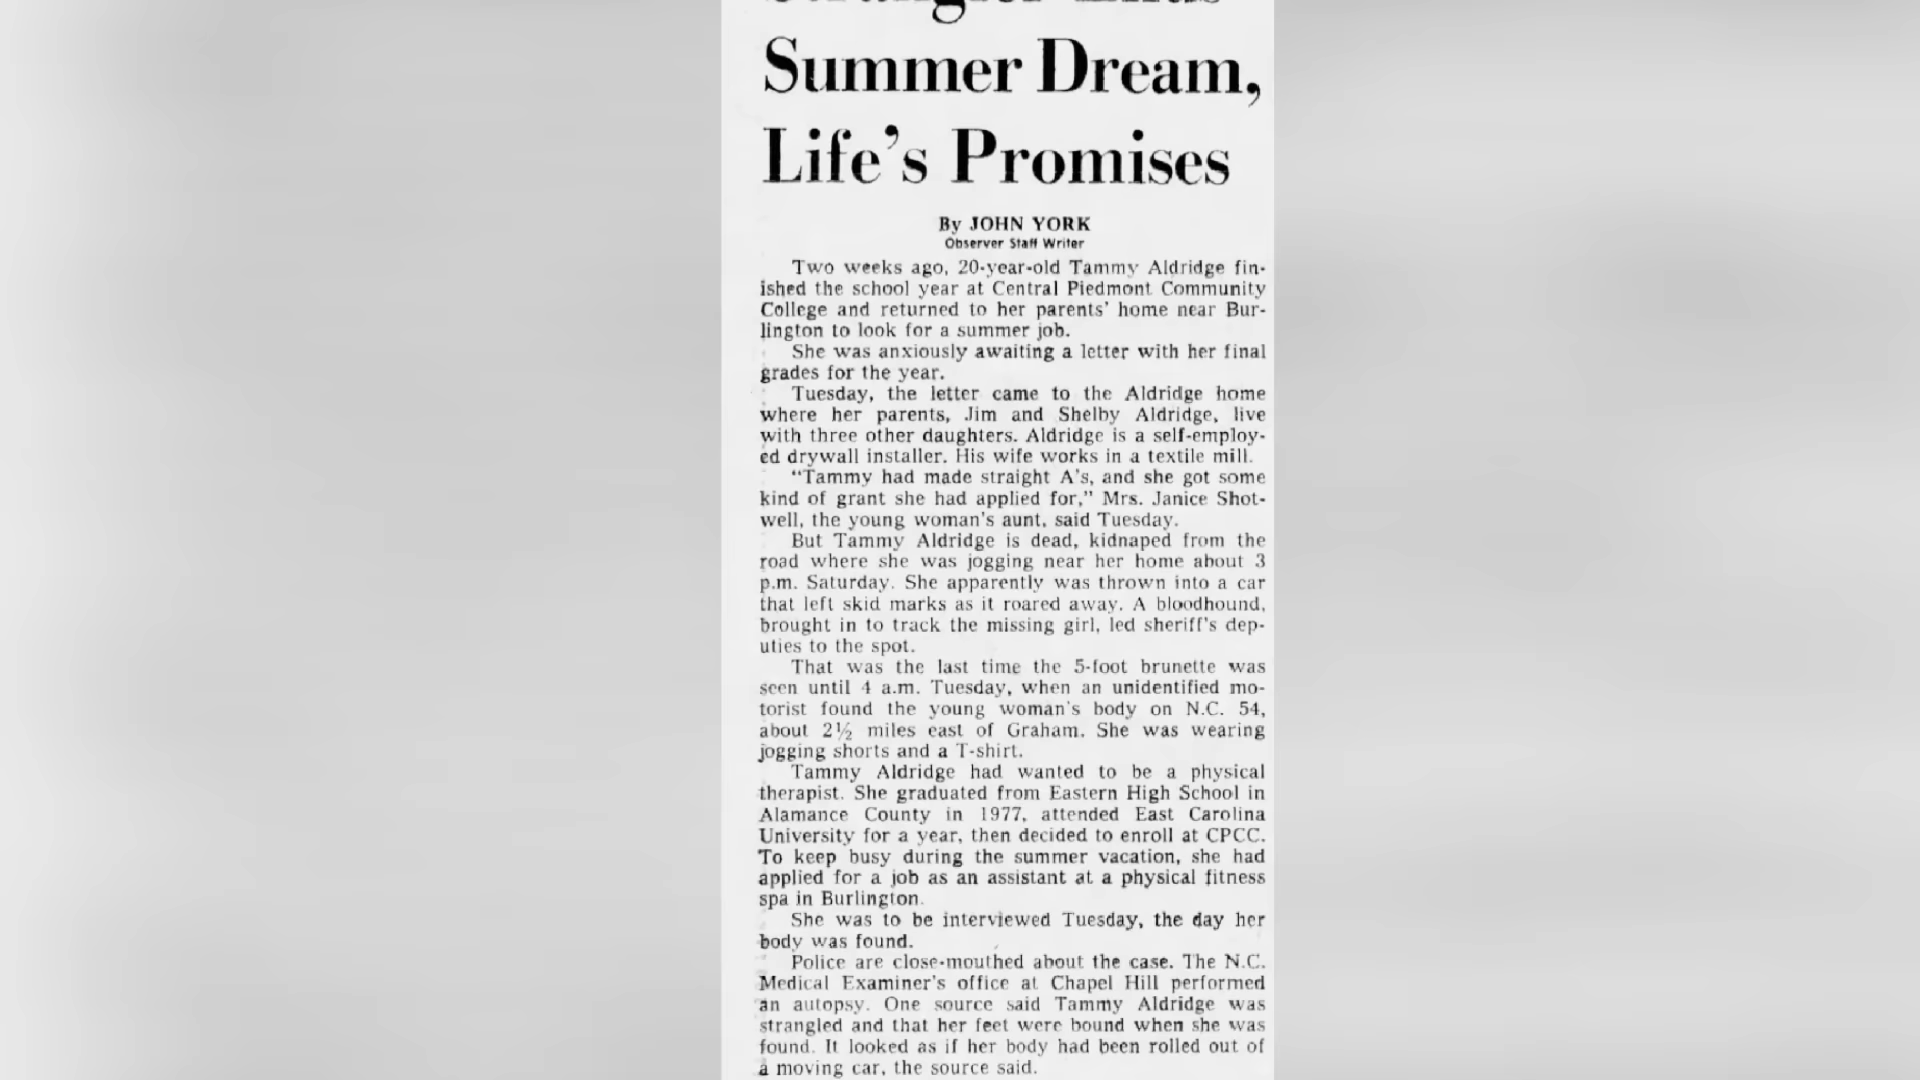 Strangler Ends
Summer Dream,
Life's Promises
By JOHN YORK
Observer Staff Writer
Two weeks ago, 20-year-old Tammy Aldridge fin-
ished the school year at Central Piedmont Community
College and returned to her parents' home near Bur-
lington to look for a summer job.
She was anxiously awaiting a letter with her final
grades for the year.
Tuesday, the letter came to the Aldridge home
where her parents, Jim and Shelby Aldridge, live
with three other daughters. Aldridge is a self-employ-
ed drywall installer. His wife works in a textile mill.
"Tammy had made straight A's, and she got some
kind of grant she had applied for," Mrs. Janice Shot-
well, the young woman's aunt, said Tuesday.
But Tammy Aldridge is dead, kidnaped from the
road where she was jogging near her home about 3
p.m. Saturday. She apparently was thrown into a car
that left skid marks as it roared away. A bloodhound,
brought in to track the missing girl, led sheriff's dep-
uties to the spot.
That was the last time the 5-foot brunette was
seen until 4 a.m. Tuesday, when an unidentified mo-
torist found the young woman's body on N.C. 54,
about 2½ miles east of Graham. She was wearing
jogging shorts and a T-shirt.
Tammy Aldridge had wanted to be a physical
therapist. She graduated from Eastern High School in
Alamance County in 1977, attended East Carolina
University for a year, then decided to enroll at CPCC.
To keep busy during the summer vacation, she had
applied for a job as an assistant at a physical fitness
spa in Burlington.
She was to be interviewed Tuesday, the day her
body was found.
Police are close-mouthed about the case. The N.C.
Medical Examiner's office at Chapel Hill performed
an autopsy. One source said Tammy Aldridge was
strangled and that her feet were bound when she was
found. It looked as if her body had been rolled out of
a moving car, the source said.